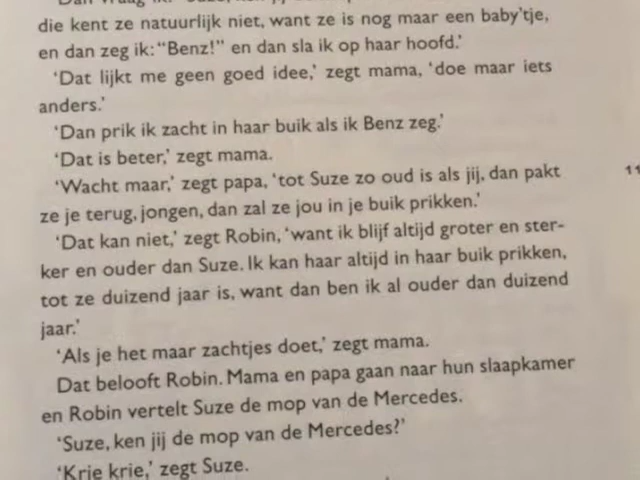 die kent ze natuurlijk niet, want ze is nog maar een baby'tje,
en dan zeg ik: “Benz!” en dan sla ik op haar hoofd.’
‘Dat lijkt me geen goed idee,’ zegt mama, ‘doe maar iets
anders.’
‘Dan prik ik zacht in haar buik als ik Benz zeg.’
‘Dat is beter,’ zegt mama.
‘Wacht maar,’ zegt papa, ‘tot Suze zo oud is als jij, dan pakt
11
ze je terug, jongen, dan zal ze jou in je buik prikken.’
‘Dat kan niet,’ zegt Robin, ‘want ik blijf altijd groter en ster-
ker en ouder dan Suze. Ik kan haar altijd in haar buik prikken,
tot ze duizend jaar is, want dan ben ik al ouder dan duizend
jaar.’
‘Als je het maar zachtjes doet,’ zegt mama.
Dat belooft Robin. Mama en papa gaan naar hun slaapkamer
en Robin vertelt Suze de mop van de Mercedes.
‘Suze, ken jij de mop van de Mercedes?’
‘Krie krie,’ zegt Suze.